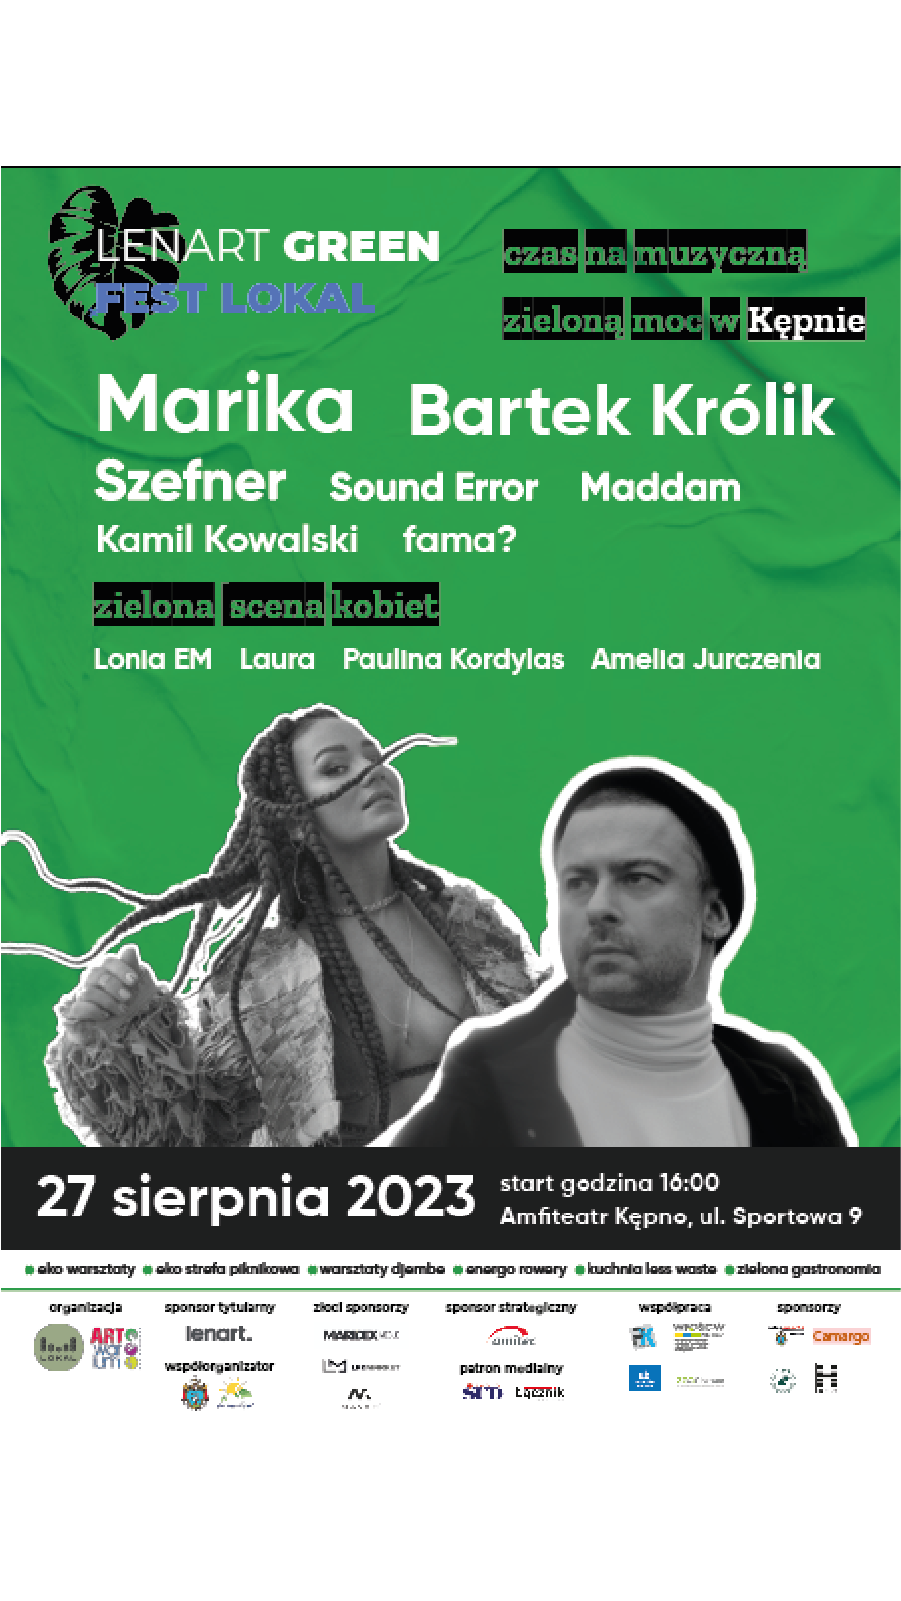 LENART GREEN
FEST LOKAL
czas na muzyczną
zieloną moc w Kępnie
Marika Bartek Królik
Szefner Sound Error Maddam
Kamil Kowalski fama?
zielona scena kobiet
Lonia EM Laura Paulina Kordylas Amelia Jurczenia
27 sierpnia 2023
start godzina 16:00
Amfiteatr Kępno, ul. Sportowa 9
eko warsztaty eko strefa piknikowa warsztaty djembe energo rowery kuchnia less waste zielona gastronomia
organizacja sponsor tytularny złoci sponsorzy sponsor strategiczny współpraca sponsorzy
LOKAL
ART
lenart.
Camargo
współorganizator
patron medialny
Łącznik